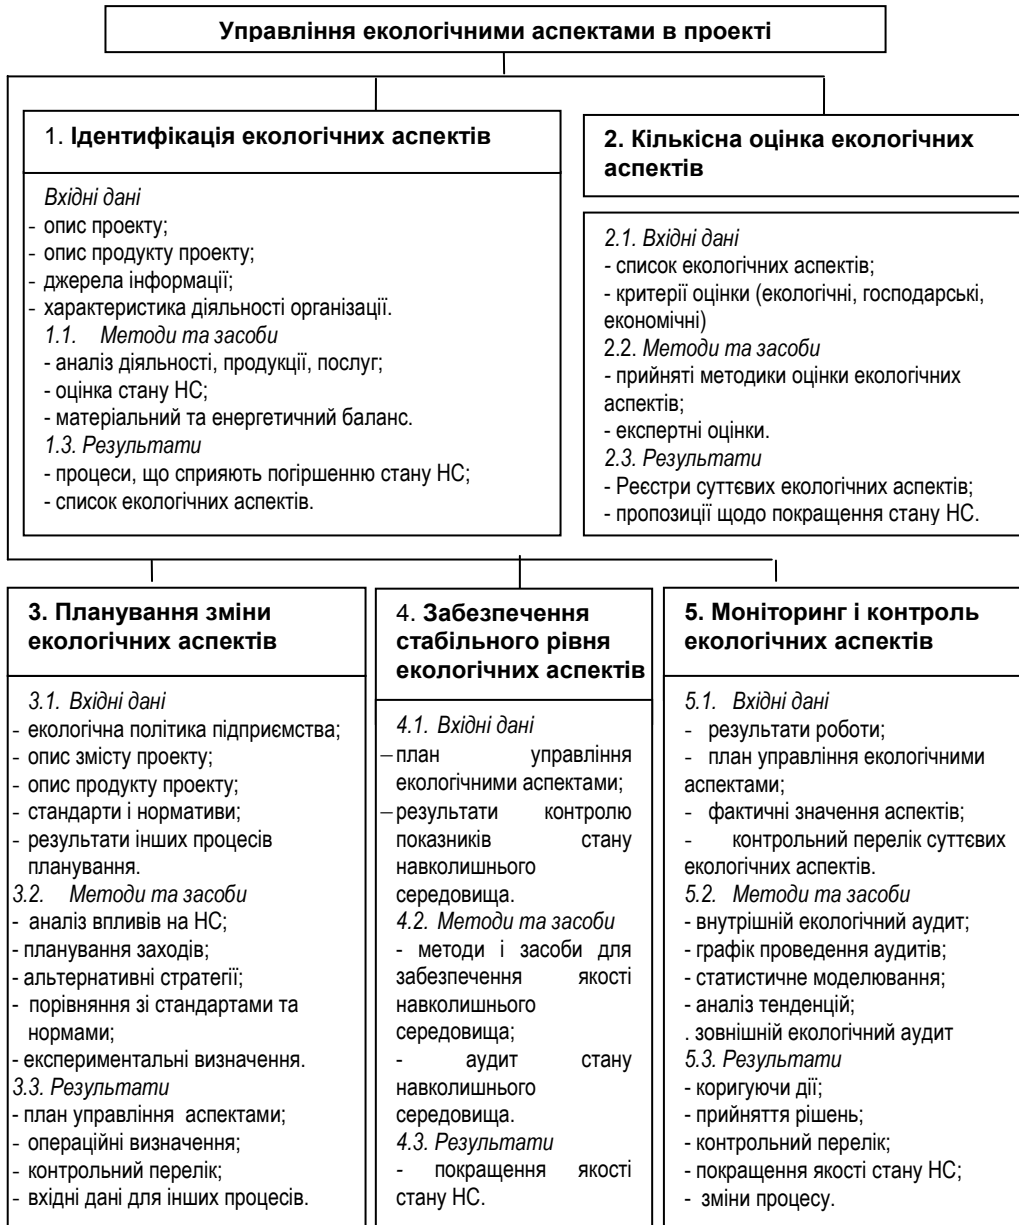 Управління екологічними аспектами в проекті
1. Ідентифікація екологічних аспектів
Вхідні дані
- опис проекту;
- опис продукту проекту;
- джерела інформації;
- характеристика діяльності організації.
1.1. Методи та засоби
- аналіз діяльності, продукції, послуг;
- оцінка стану НС;
- матеріальний та енергетичний баланс.
1.3. Результати
- процеси, що сприяють погіршенню стану НС;
- список екологічних аспектів.
2. Кількісна оцінка екологічних
аспектів
2.1. Вхідні дані
- список екологічних аспектів;
- критерії оцінки (екологічні, господарські,
економічні)
2.2. Методи та засоби
- прийняті методики оцінки екологічних
аспектів;
- експертні оцінки.
2.3. Результати
- Реєстри суттєвих екологічних аспектів;
- пропозиції щодо покращення стану НС.
3. Планування зміни
екологічних аспектів
3.1. Вхідні дані
- екологічна політика підприємства;
- опис змісту проекту;
- опис продукту проекту;
- стандарти і нормативи;
- результати інших процесів
планування.
3.2. Методи та засоби
- аналіз впливів на НС;
- планування заходів;
- альтернативні стратегії;
- порівняння зі стандартами та
нормами;
- експериментальні визначення.
3.3. Результати
- план управління аспектами;
- операційні визначення;
- контрольний перелік;
- вхідні дані для інших процесів.
4. Забезпечення
стабільного рівня
екологічних аспектів
4.1. Вхідні дані
– план управління
екологічними аспектами;
– результати контролю
показників стану
навколишнього
середовища.
4.2. Методи та засоби
- методи і засоби для
забезпечення якості
навколишнього
середовища;
- аудит стану
навколишнього
середовища.
4.3. Результати
- покращення якості
стану НС.
5. Моніторинг і контроль
екологічних аспектів
5.1. Вхідні дані
- результати роботи;
- план управління екологічними
аспектами;
- фактичні значення аспектів;
- контрольний перелік суттєвих
екологічних аспектів.
5.2. Методи та засоби
- внутрішній екологічний аудит;
- графік проведення аудитів;
- статистичне моделювання;
- аналіз тенденцій;
. зовнішній екологічний аудит
5.3. Результати
- коригуючи дії;
- прийняття рішень;
- контрольний перелік;
- покращення якості стану НС;
- зміни процесу.